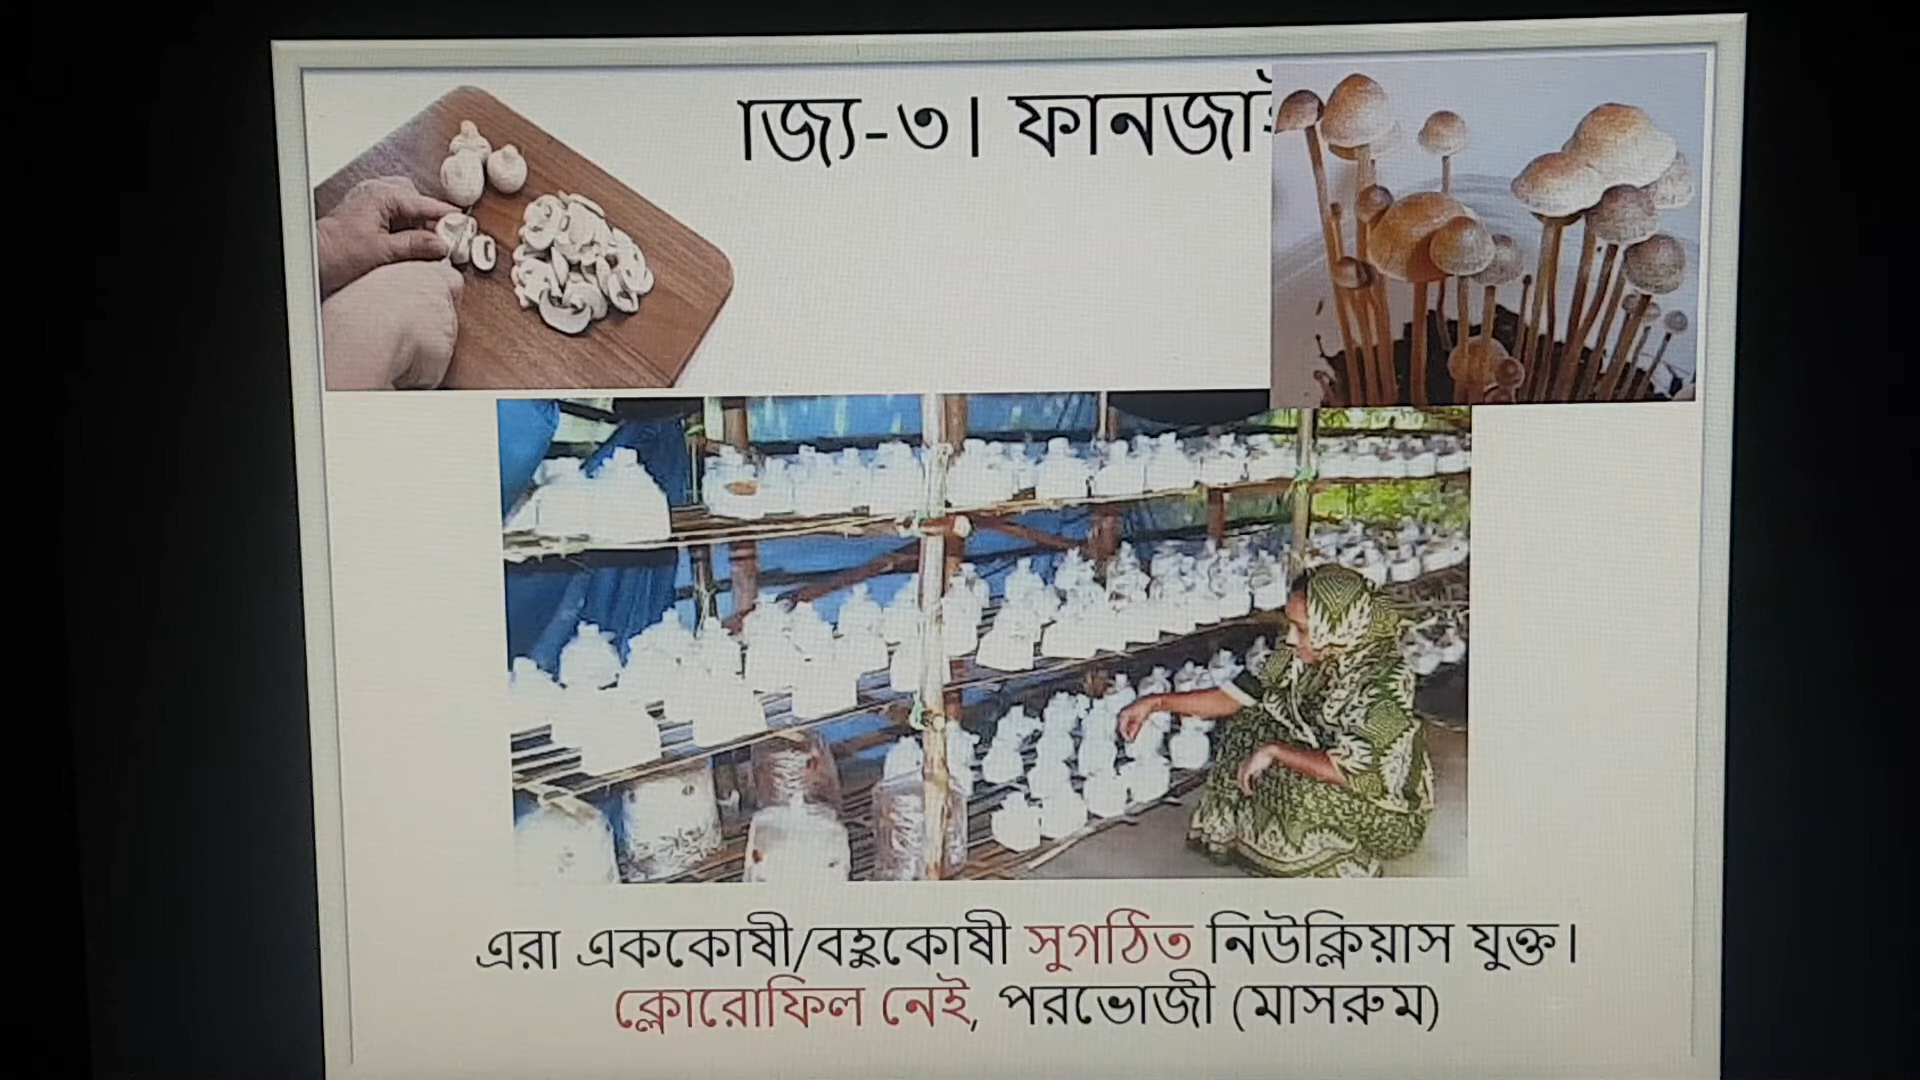 াজ্য-৩। ফানজাই
এরা এককোষী/বহুকোষী সুগঠিত নিউক্লিয়াস যুক্ত।
ক্লোরোফিল নেই, পরভোজী (মাসরুম)